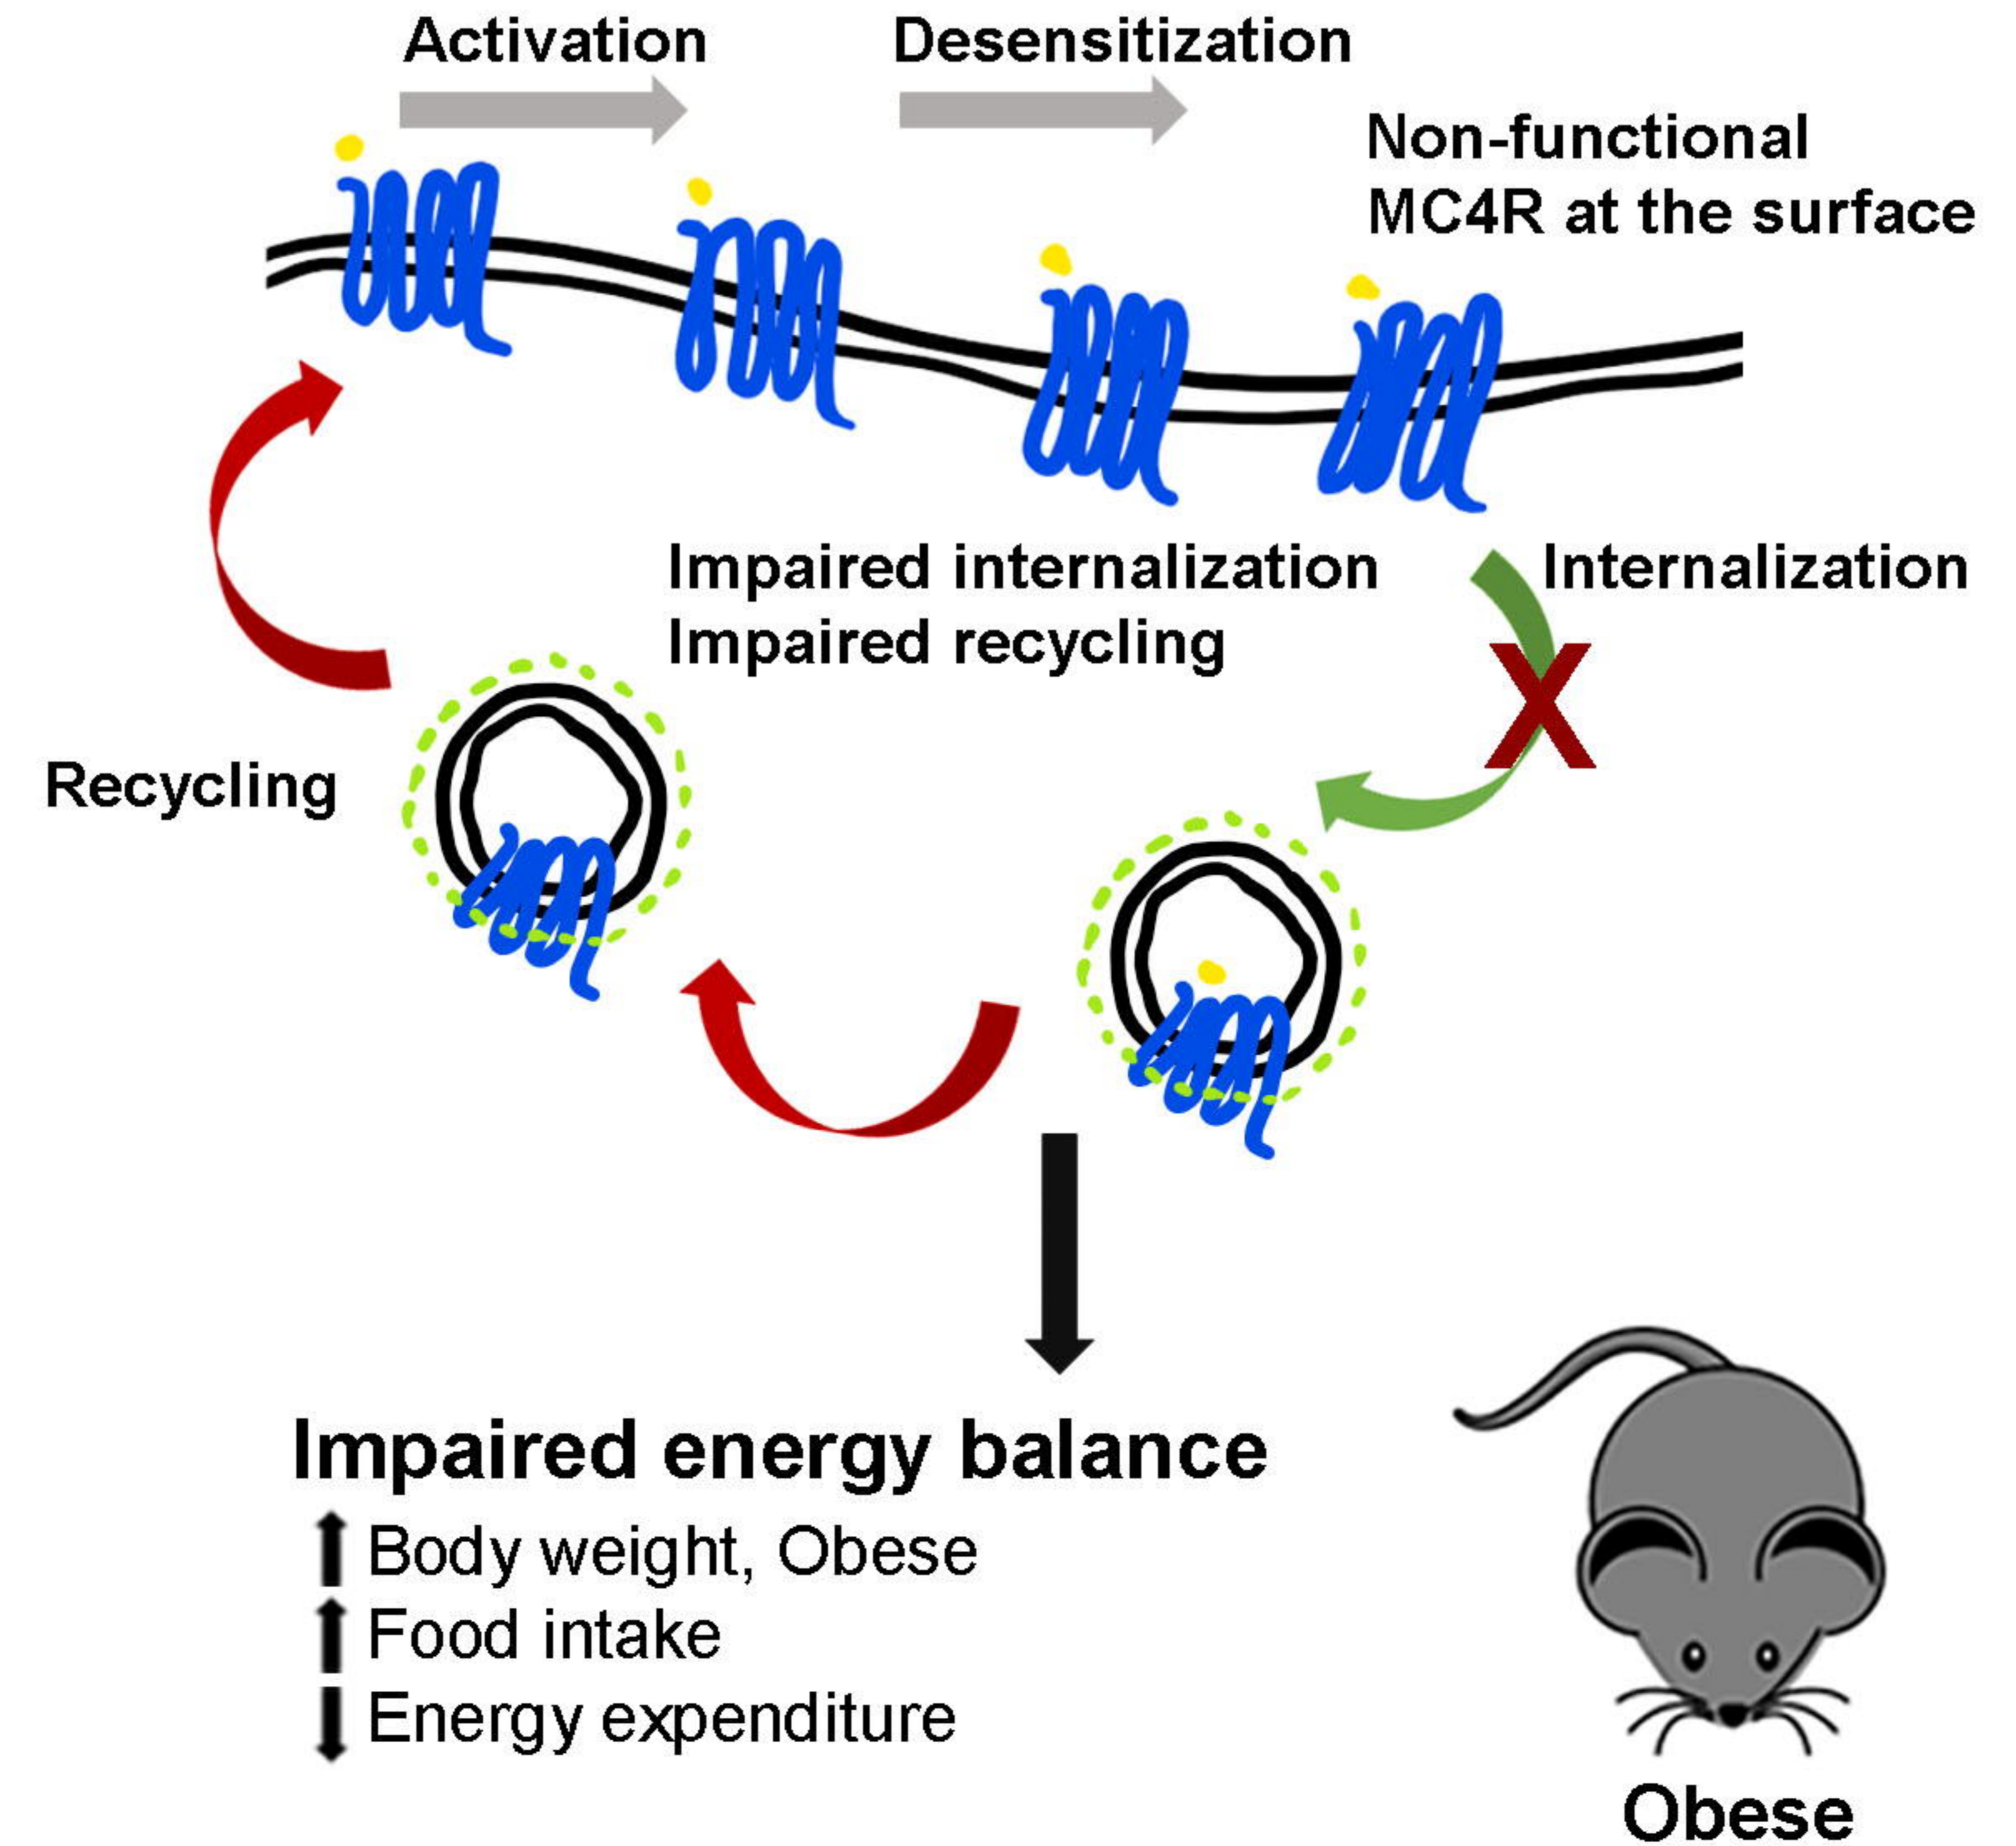 Activation
Desensitization
Non-functional
MC4R at the surface
Impaired internalization
Impaired recycling
Internalization
X
Recycling
Impaired energy balance
Body weight, Obese
Food intake
Energy expenditure
Obese